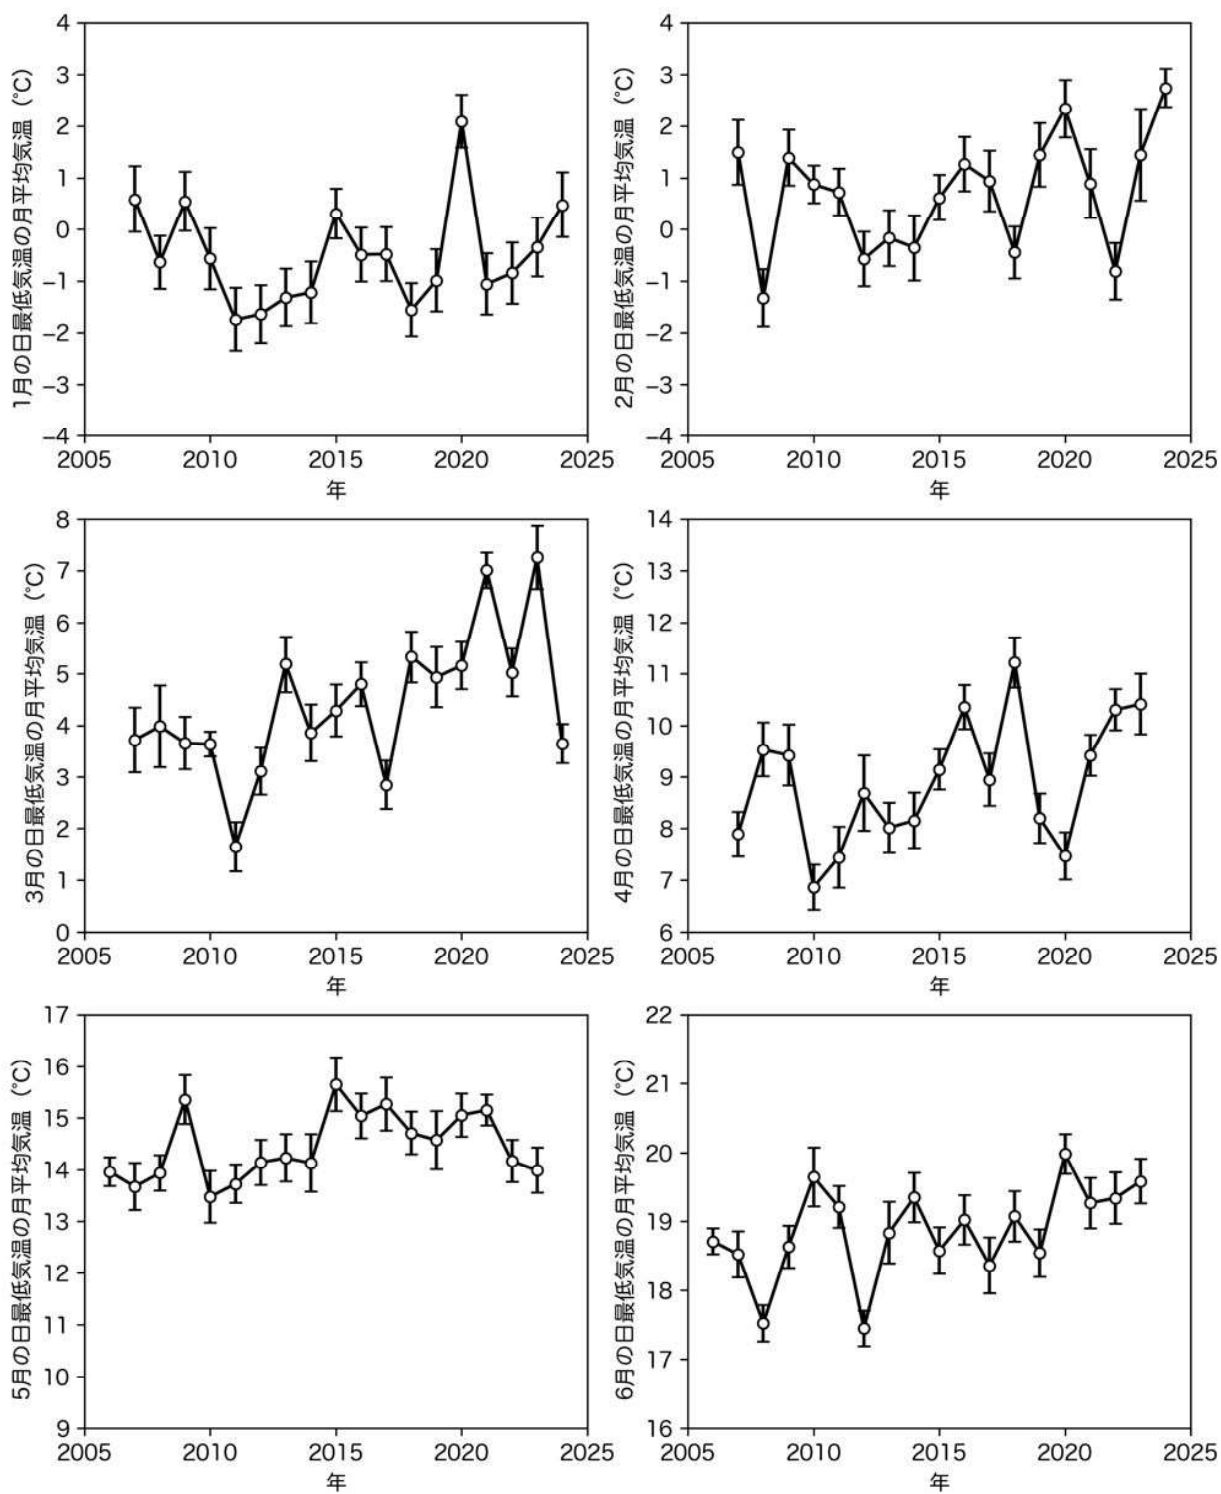 1月の日最低気温の月平均気温（℃）
4
3
2
1
0
−1
−2
−3
−4
2005 2010 2015 2020 2025
年
2月の日最低気温の月平均気温（℃）
4
3
2
1
0
−1
−2
−3
−4
2005 2010 2015 2020 2025
年
3月の日最低気温の月平均気温（℃）
8
7
6
5
4
3
2
1
0
2005 2010 2015 2020 2025
年
4月の日最低気温の月平均気温（℃）
14
13
12
11
10
9
8
7
6
2005 2010 2015 2020 2025
年
5月の日最低気温の月平均気温（℃）
17
16
15
14
13
12
11
10
9
2005 2010 2015 2020 2025
年
6月の日最低気温の月平均気温（℃）
22
21
20
19
18
17
16
2005 2010 2015 2020 2025
年